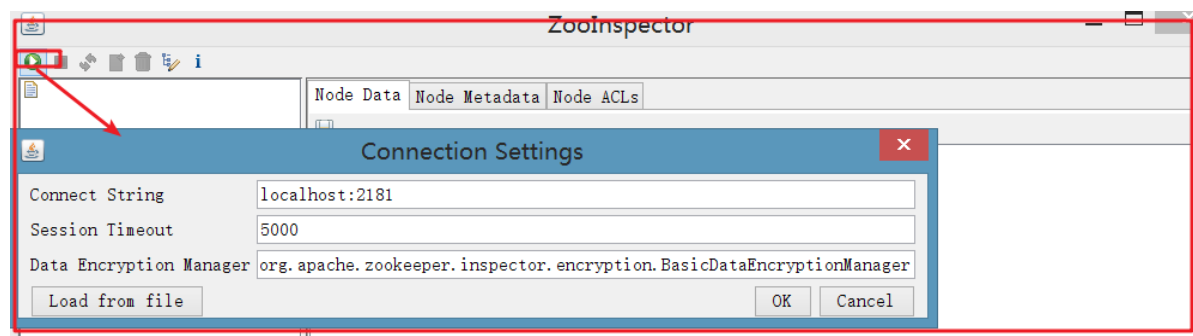 ZooInspector
i
Node Data Node Metadata Node ACLs
Connection Settings
Connect String localhost:2181
Session Timeout 5000
Data Encryption Manager org.apache.zookeeper.inspector.encryption.BasicDataEncryptionManager
Load from file OK Cancel